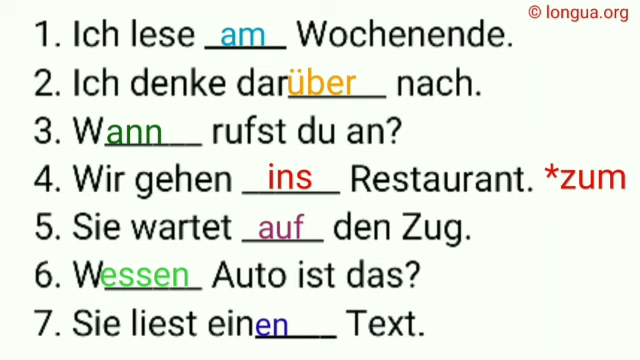 © longua.org
1. Ich lese am Wochenende.
2. Ich denke darüber nach.
3. Wann rufst du an?
4. Wir gehen ins Restaurant. *zum
5. Sie wartet auf den Zug.
6. Wessen Auto ist das?
7. Sie liest einen Text.